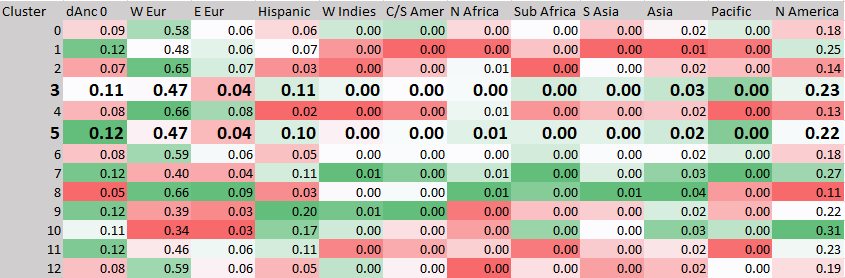 Cluster dAnc 0 W Eur E Eur Hispanic W Indies C/S Amer N Africa Sub Africa S Asia Asia Pacific N America
0 0.09 0.58 0.06 0.06 0.00 0.00 0.00 0.00 0.00 0.02 0.00 0.18
1 0.12 0.48 0.06 0.07 0.00 0.00 0.00 0.00 0.00 0.01 0.00 0.25
2 0.07 0.65 0.07 0.03 0.00 0.00 0.01 0.00 0.00 0.02 0.00 0.14
3 0.11 0.47 0.04 0.11 0.00 0.00 0.00 0.00 0.00 0.03 0.00 0.23
4 0.08 0.66 0.08 0.02 0.00 0.00 0.01 0.00 0.00 0.02 0.00 0.13
5 0.12 0.47 0.04 0.10 0.00 0.00 0.01 0.00 0.00 0.02 0.00 0.22
6 0.08 0.59 0.06 0.05 0.00 0.00 0.00 0.00 0.00 0.02 0.00 0.18
7 0.12 0.40 0.04 0.11 0.01 0.00 0.00 0.00 0.00 0.03 0.00 0.27
8 0.05 0.66 0.09 0.03 0.00 0.00 0.01 0.00 0.01 0.04 0.00 0.11
9 0.12 0.39 0.03 0.20 0.01 0.00 0.00 0.00 0.00 0.02 0.00 0.22
10 0.11 0.34 0.03 0.17 0.00 0.00 0.00 0.00 0.00 0.03 0.00 0.31
11 0.12 0.46 0.06 0.11 0.00 0.00 0.00 0.00 0.00 0.02 0.00 0.23
12 0.08 0.59 0.06 0.05 0.00 0.00 0.00 0.00 0.00 0.02 0.00 0.19